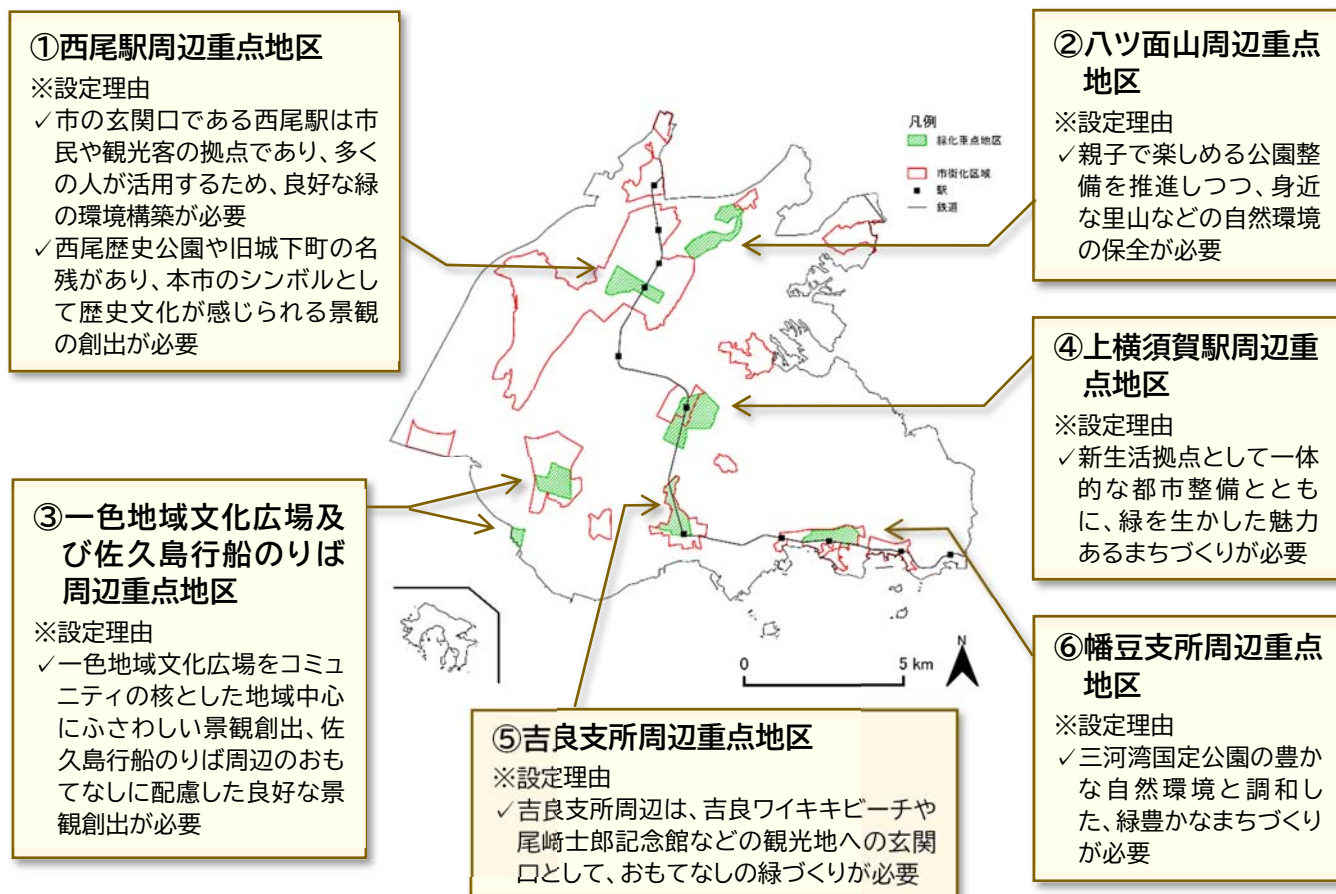 ①西尾駅周辺重点地区
※設定理由
✓市の玄関口である西尾駅は市
民や観光客の拠点であり、多く
の人が活用するため、良好な緑
の環境構築が必要
✓西尾歴史公園や旧城下町の名
残があり、本市のシンボルとし
て歴史文化が感じられる景観
の創出が必要
②八ツ面山周辺重点
地区
※設定理由
✓親子で楽しめる公園整
備を推進しつつ、身近
な里山などの自然環境
の保全が必要
凡例
緑化重点地区
市街化区域
駅
鉄道
④上横須賀駅周辺重
点地区
※設定理由
✓新生活拠点として一体
的な都市整備ととも
に、緑を生かした魅力
あるまちづくりが必要
③一色地域文化広場及
び佐久島行船のりば
周辺重点地区
※設定理由
✓一色地域文化広場をコミュ
ニティの核とした地域中心
にふさわしい景観創出、佐
久島行船のりば周辺のおも
てなしに配慮した良好な景
観創出が必要
N
0 5 km
⑤吉良支所周辺重点地区
※設定理由
✓吉良支所周辺は、吉良ワイキキビーチや
尾﨑士郎記念館などの観光地への玄関
口として、おもてなしの緑づくりが必要
⑥幡豆支所周辺重点
地区
※設定理由
✓三河湾国定公園の豊か
な自然環境と調和し
た、緑豊かなまちづくり
が必要